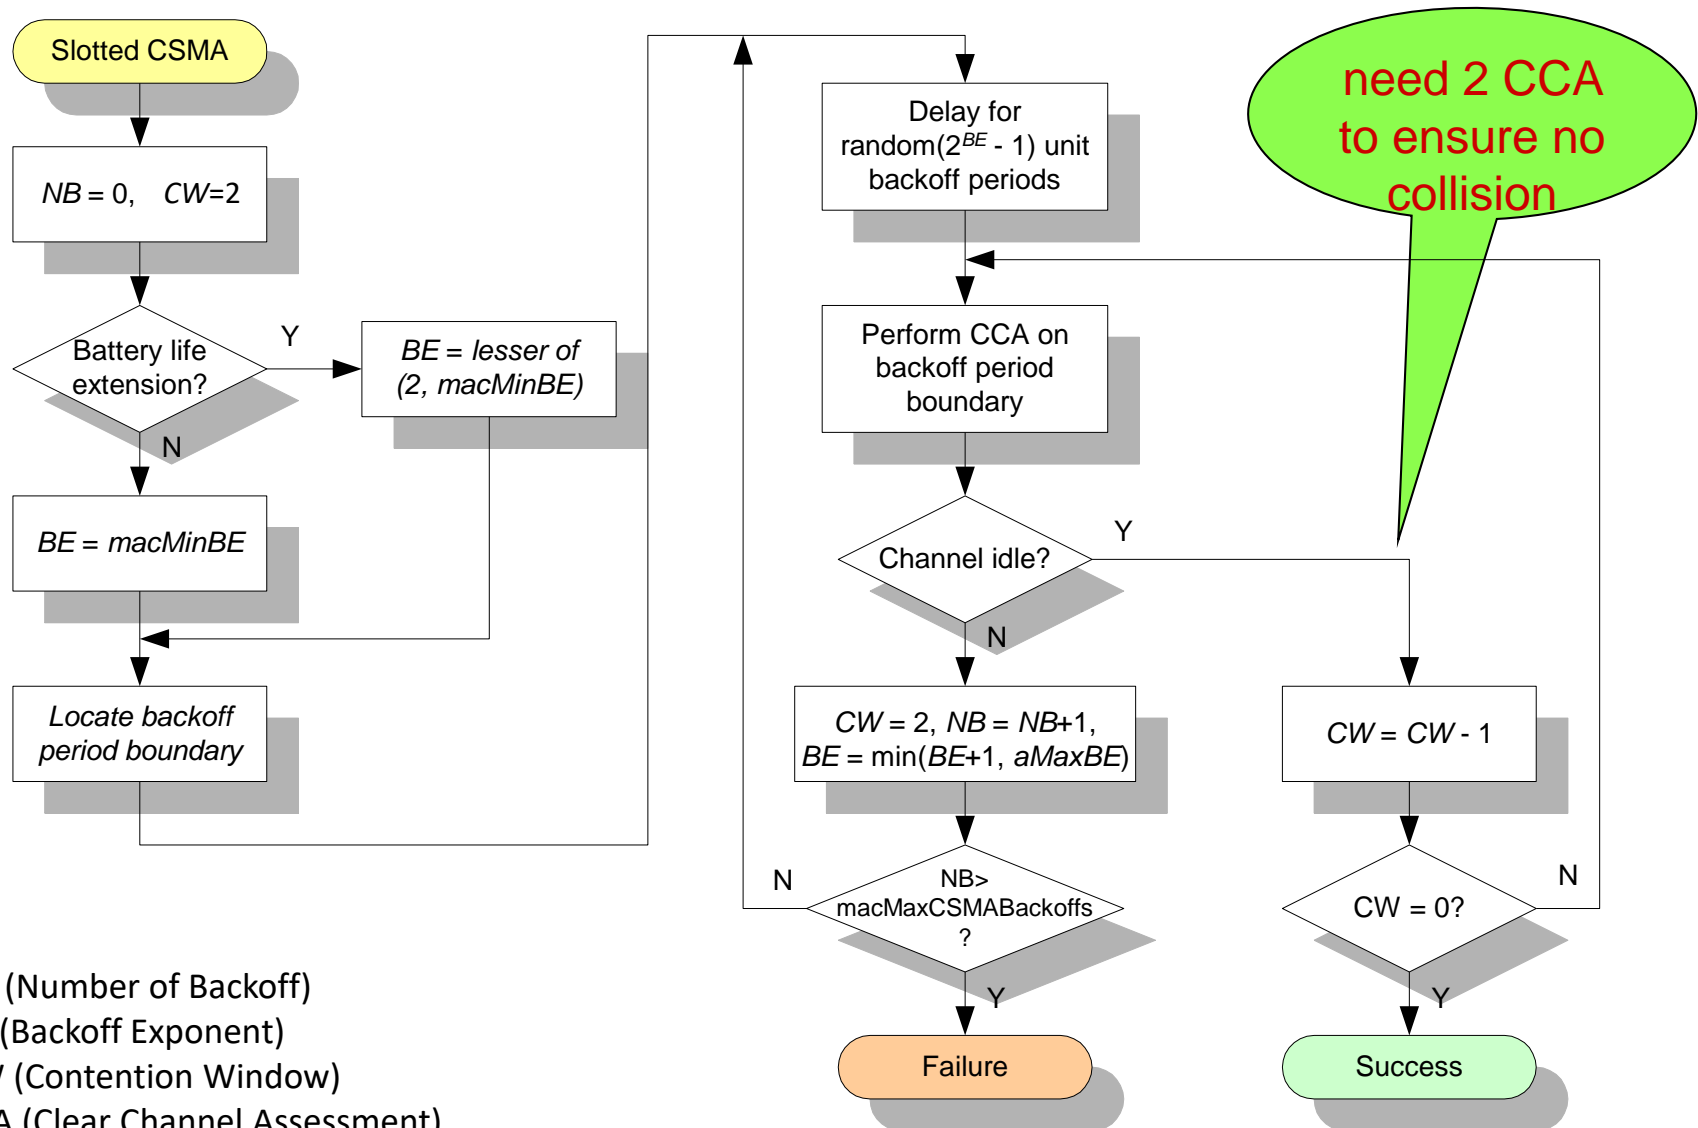 Slotted CSMA
NB = 0, CW=2
Battery life
extension?
Y
N
BE = lesser of
(2, macMinBE)
BE = macMinBE
Locate backoff
period boundary
Delay for
random(2^BE - 1) unit
backoff periods
Perform CCA on
backoff period
boundary
Channel idle?
Y
N
CW = 2, NB = NB+1,
BE = min(BE+1, aMaxBE)
CW = CW - 1
NB>
macMaxCSMABackoffs
?
N
Y
CW = 0?
N
Y
Failure
Success
need 2 CCA
to ensure no
collision
(Number of Backoff)
(Backoff Exponent)
(Contention Window)
A (Clear Channel Assessment)